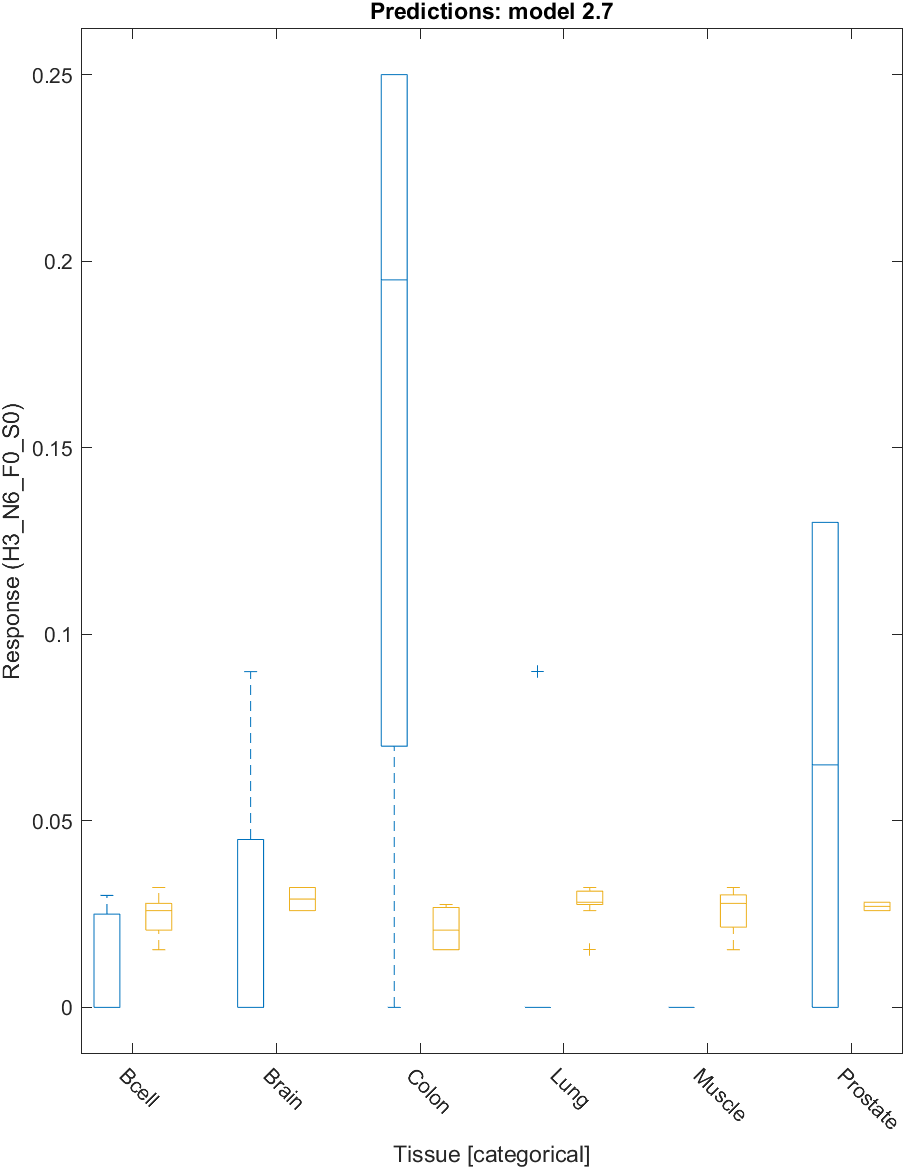 Predictions: model 2.7
Response (H3_N6_F0_S0)
0.25
0.2
0.15
0.1
0.05
0
Bcell
Brain
Colon
Lung
Muscle
Prostate
Tissue [categorical]